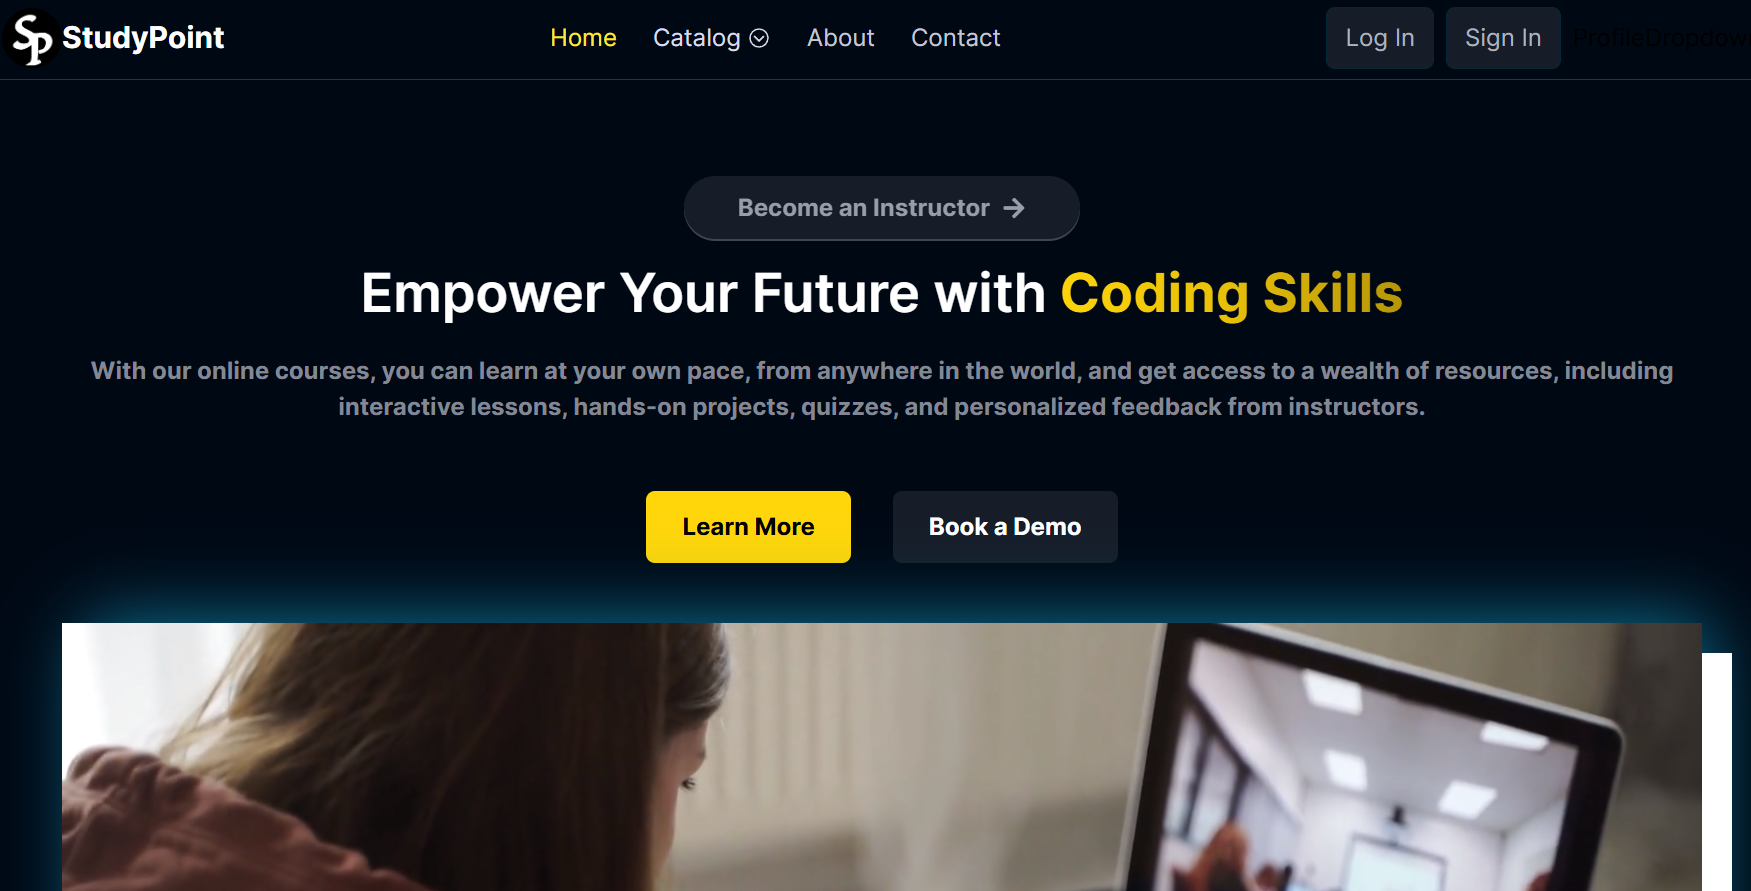 SP StudyPoint Home Catalog About Contact Log In Sign In ProfileDropdow
Become an Instructor
Empower Your Future with Coding Skills
With our online courses, you can learn at your own pace, from anywhere in the world, and get access to a wealth of resources, including
interactive lessons, hands-on projects, quizzes, and personalized feedback from instructors.
Learn More Book a Demo